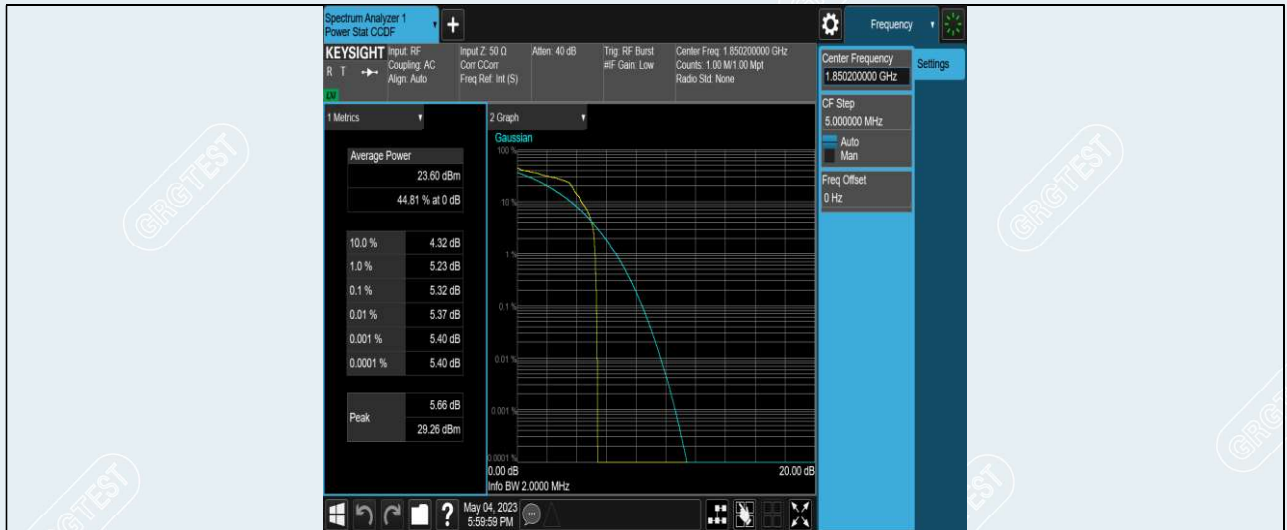 Spectrum Analyzer 1
Power Stat CCDF
+
Frequency
KEYSIGHT
R T
LXI
Input: RF
Coupling: AC
Align: Auto
Input Z: 50 Ω
Corr CCorr
Freq Ref: Int (S)
Atten: 40 dB
Trig: RF Burst
#IF Gain: Low
Center Freq: 1.850200000 GHz
Counts: 1.00 M/1.00 Mpt
Radio Std: None
Center Frequency
1.850200000 GHz
Settings
CF Step
5.000000 MHz
Auto
Man
Freq Offset
0 Hz
1 Metrics
Average Power
23.60 dBm
44.81 % at 0 dB
10.0 % 4.32 dB
1.0 % 5.23 dB
0.1 % 5.32 dB
0.01 % 5.37 dB
0.001 % 5.40 dB
0.0001 % 5.40 dB
Peak
5.66 dB
29.26 dBm
2 Graph
Gaussian
100 %
10 %
1 %
0.1 %
0.01 %
0.001 %
0.0001 %
0.00 dB 20.00 dB
Info BW 2.0000 MHz
?
May 04, 2023
5:59:59 PM
GRGTEST
GRGTEST
GRGTEST
GRGTEST
GRGTEST